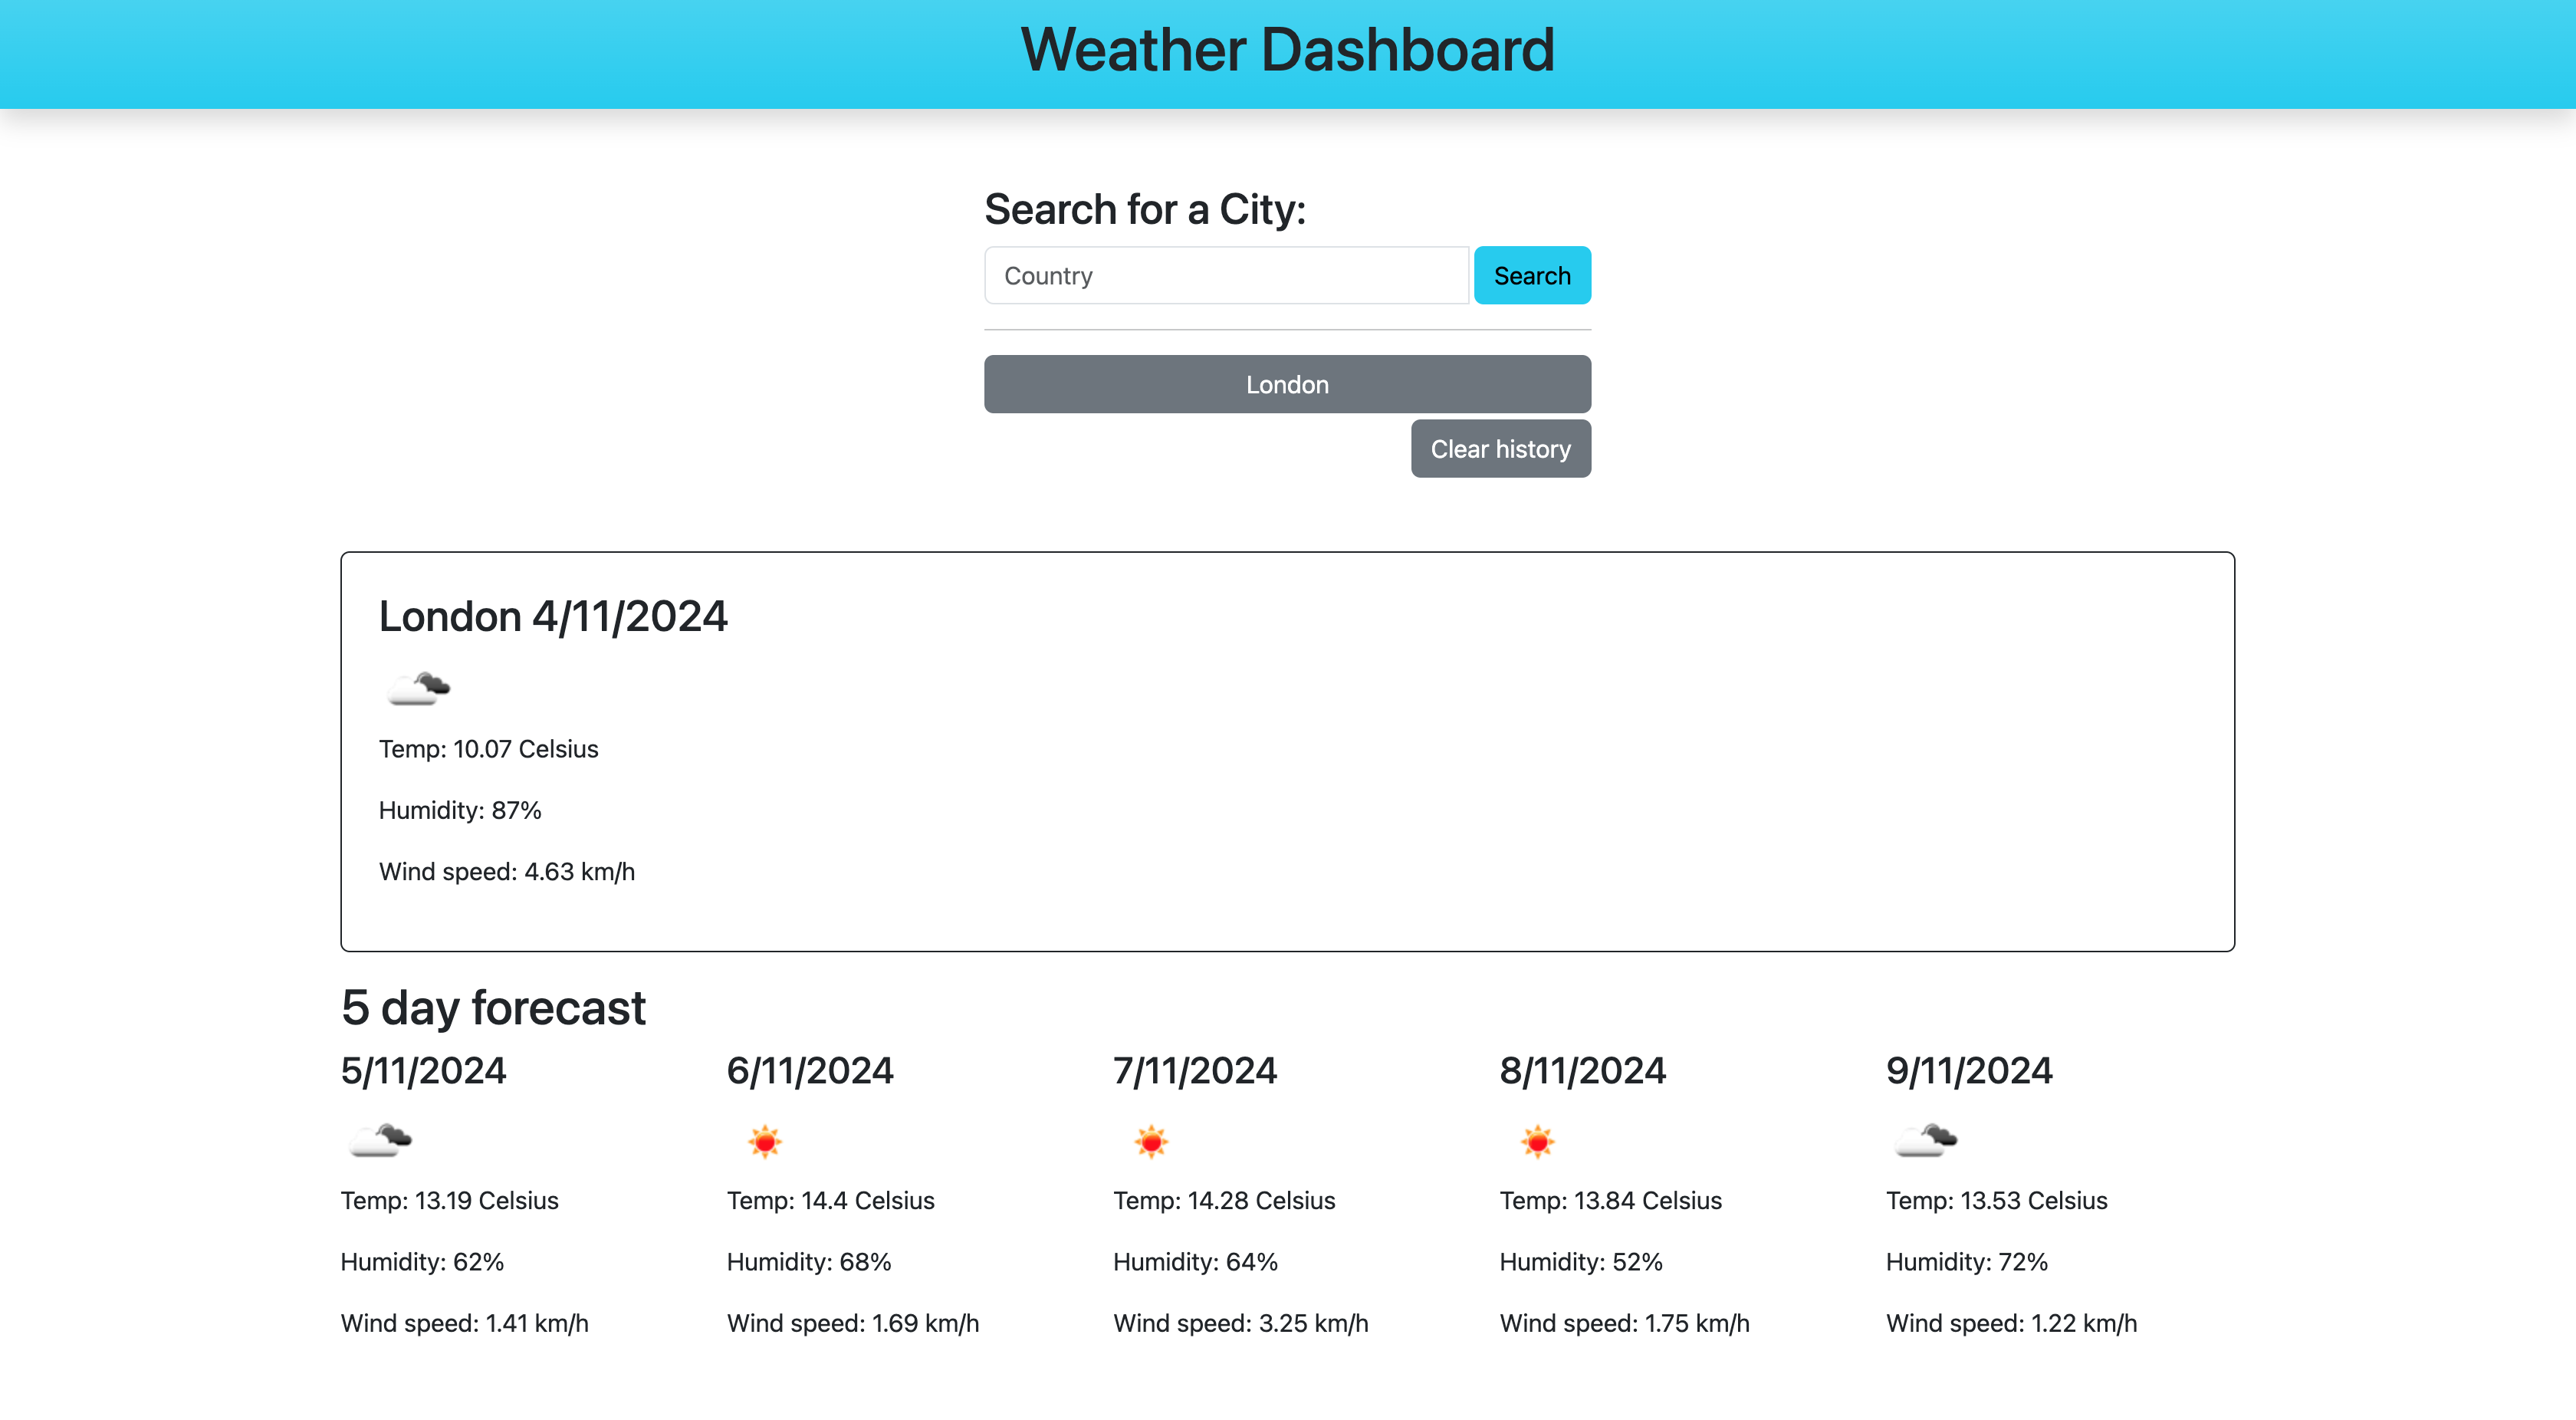 Weather Dashboard
Search for a City:
Country
Search
London
Clear history
London 4/11/2024
Temp: 10.07 Celsius
Humidity: 87%
Wind speed: 4.63 km/h
5 day forecast
5/11/2024
Temp: 13.19 Celsius
Humidity: 62%
Wind speed: 1.41 km/h
6/11/2024
Temp: 14.4 Celsius
Humidity: 68%
Wind speed: 1.69 km/h
7/11/2024
Temp: 14.28 Celsius
Humidity: 64%
Wind speed: 3.25 km/h
8/11/2024
Temp: 13.84 Celsius
Humidity: 52%
Wind speed: 1.75 km/h
9/11/2024
Temp: 13.53 Celsius
Humidity: 72%
Wind speed: 1.22 km/h